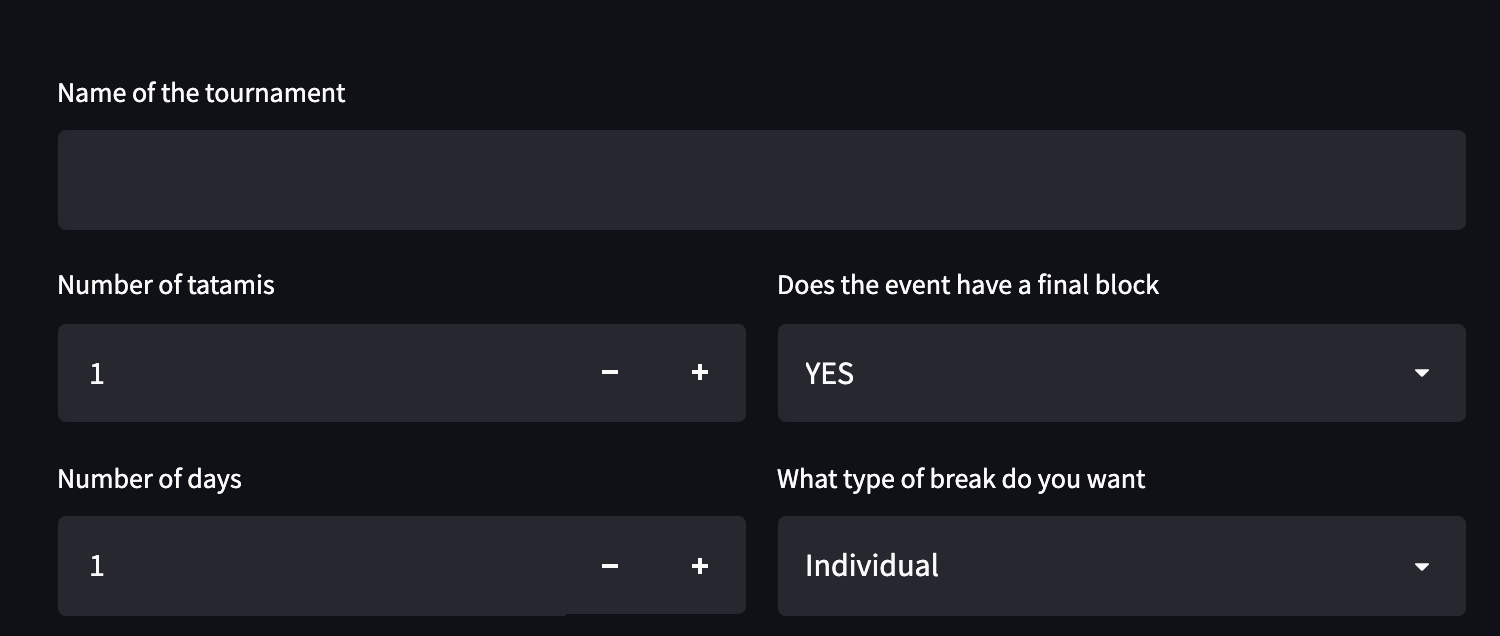 Name of the tournament
Number of tatamis
Does the event have a final block
1 − +
YES
Number of days
What type of break do you want
1 − +
Individual